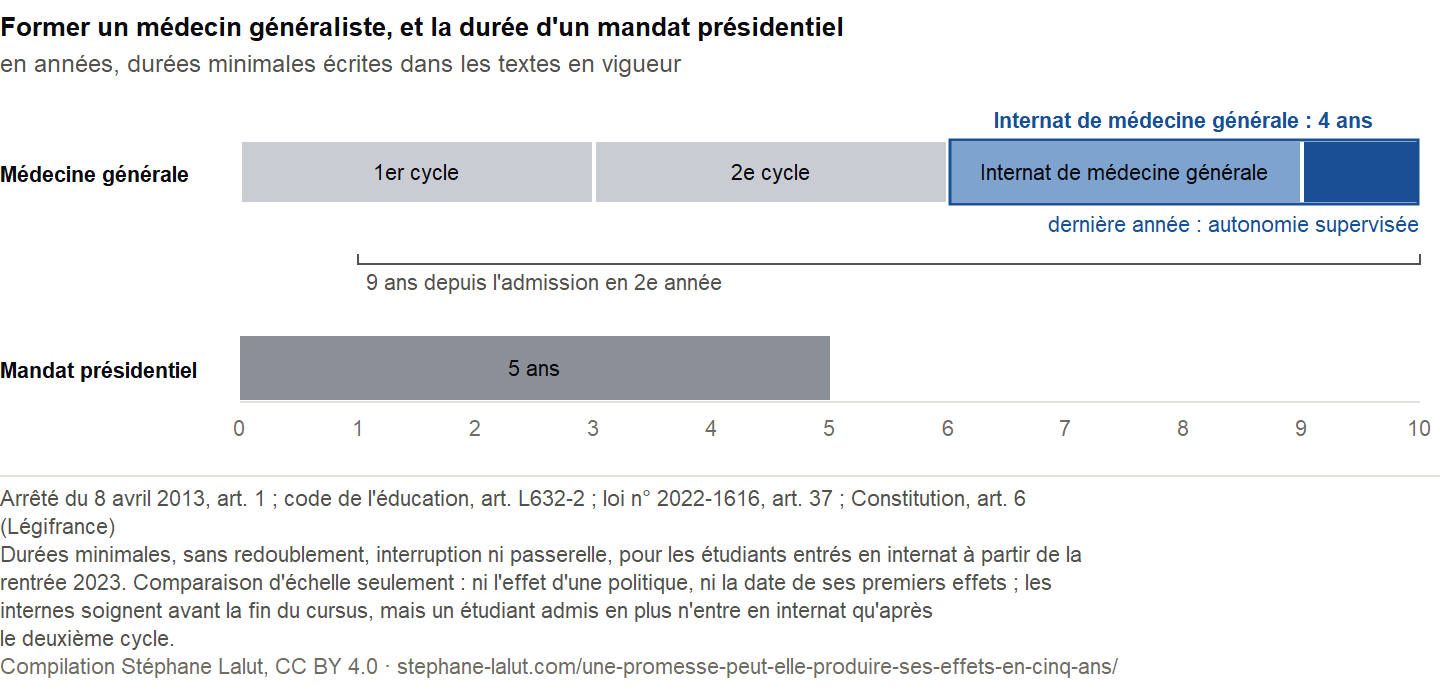 Former un médecin généraliste, et la durée d'un mandat présidentiel
en années, durées minimales écrites dans les textes en vigueur
Internat de médecine générale : 4 ans
Médecine générale
1er cycle
2e cycle
Internat de médecine générale
dernière année : autonomie supervisée
9 ans depuis l'admission en 2e année
Mandat présidentiel
5 ans
0 1 2 3 4 5 6 7 8 9 10
Arrêté du 8 avril 2013, art. 1 ; code de l'éducation, art. L632-2 ; loi n° 2022-1616, art. 37 ; Constitution, art. 6
(Légifrance)
Durées minimales, sans redoublement, interruption ni passerelle, pour les étudiants entrés en internat à partir de la
rentrée 2023. Comparaison d'échelle seulement : ni l'effet d'une politique, ni la date de ses premiers effets ; les
internes soignent avant la fin du cursus, mais un étudiant admis en plus n'entre en internat qu'après
le deuxième cycle.
Compilation Stéphane Lalut, CC BY 4.0 · stephane-lalut.com/une-promesse-peut-elle-produire-ses-effets-en-cinq-ans/